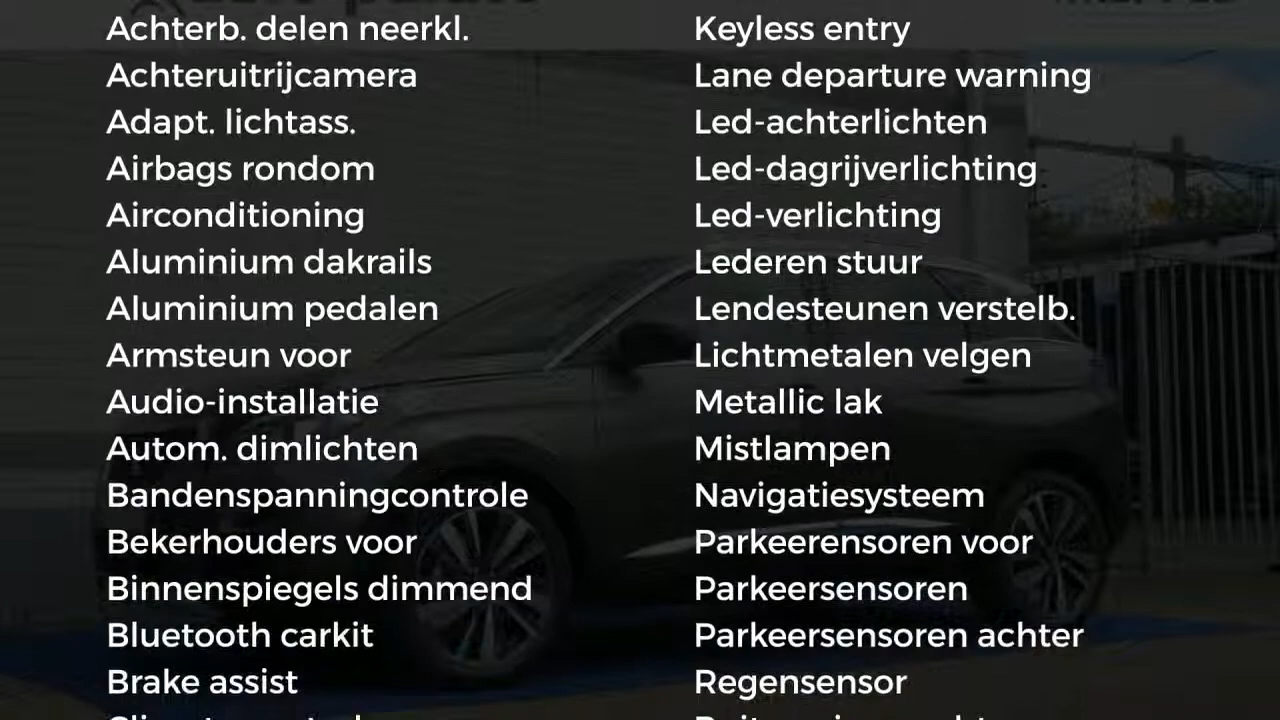 Achterb. delen neerkl.
Achteruitrijcamera
Adapt. lichtass.
Airbags rondom
Airconditioning
Aluminium dakrails
Aluminium pedalen
Armsteun voor
Audio-installatie
Autom. dimlichten
Bandenspanningcontrole
Bekerhouders voor
Binnenspiegels dimmend
Bluetooth carkit
Brake assist
Keyless entry
Lane departure warning
Led-achterlichten
Led-dagrijverlichting
Led-verlichting
Lederen stuur
Lendesteunen verstelb.
Lichtmetalen velgen
Metallic lak
Mistlampen
Navigatiesysteem
Parkeerensoren voor
Parkeersensoren
Parkeersensoren achter
Regensensor